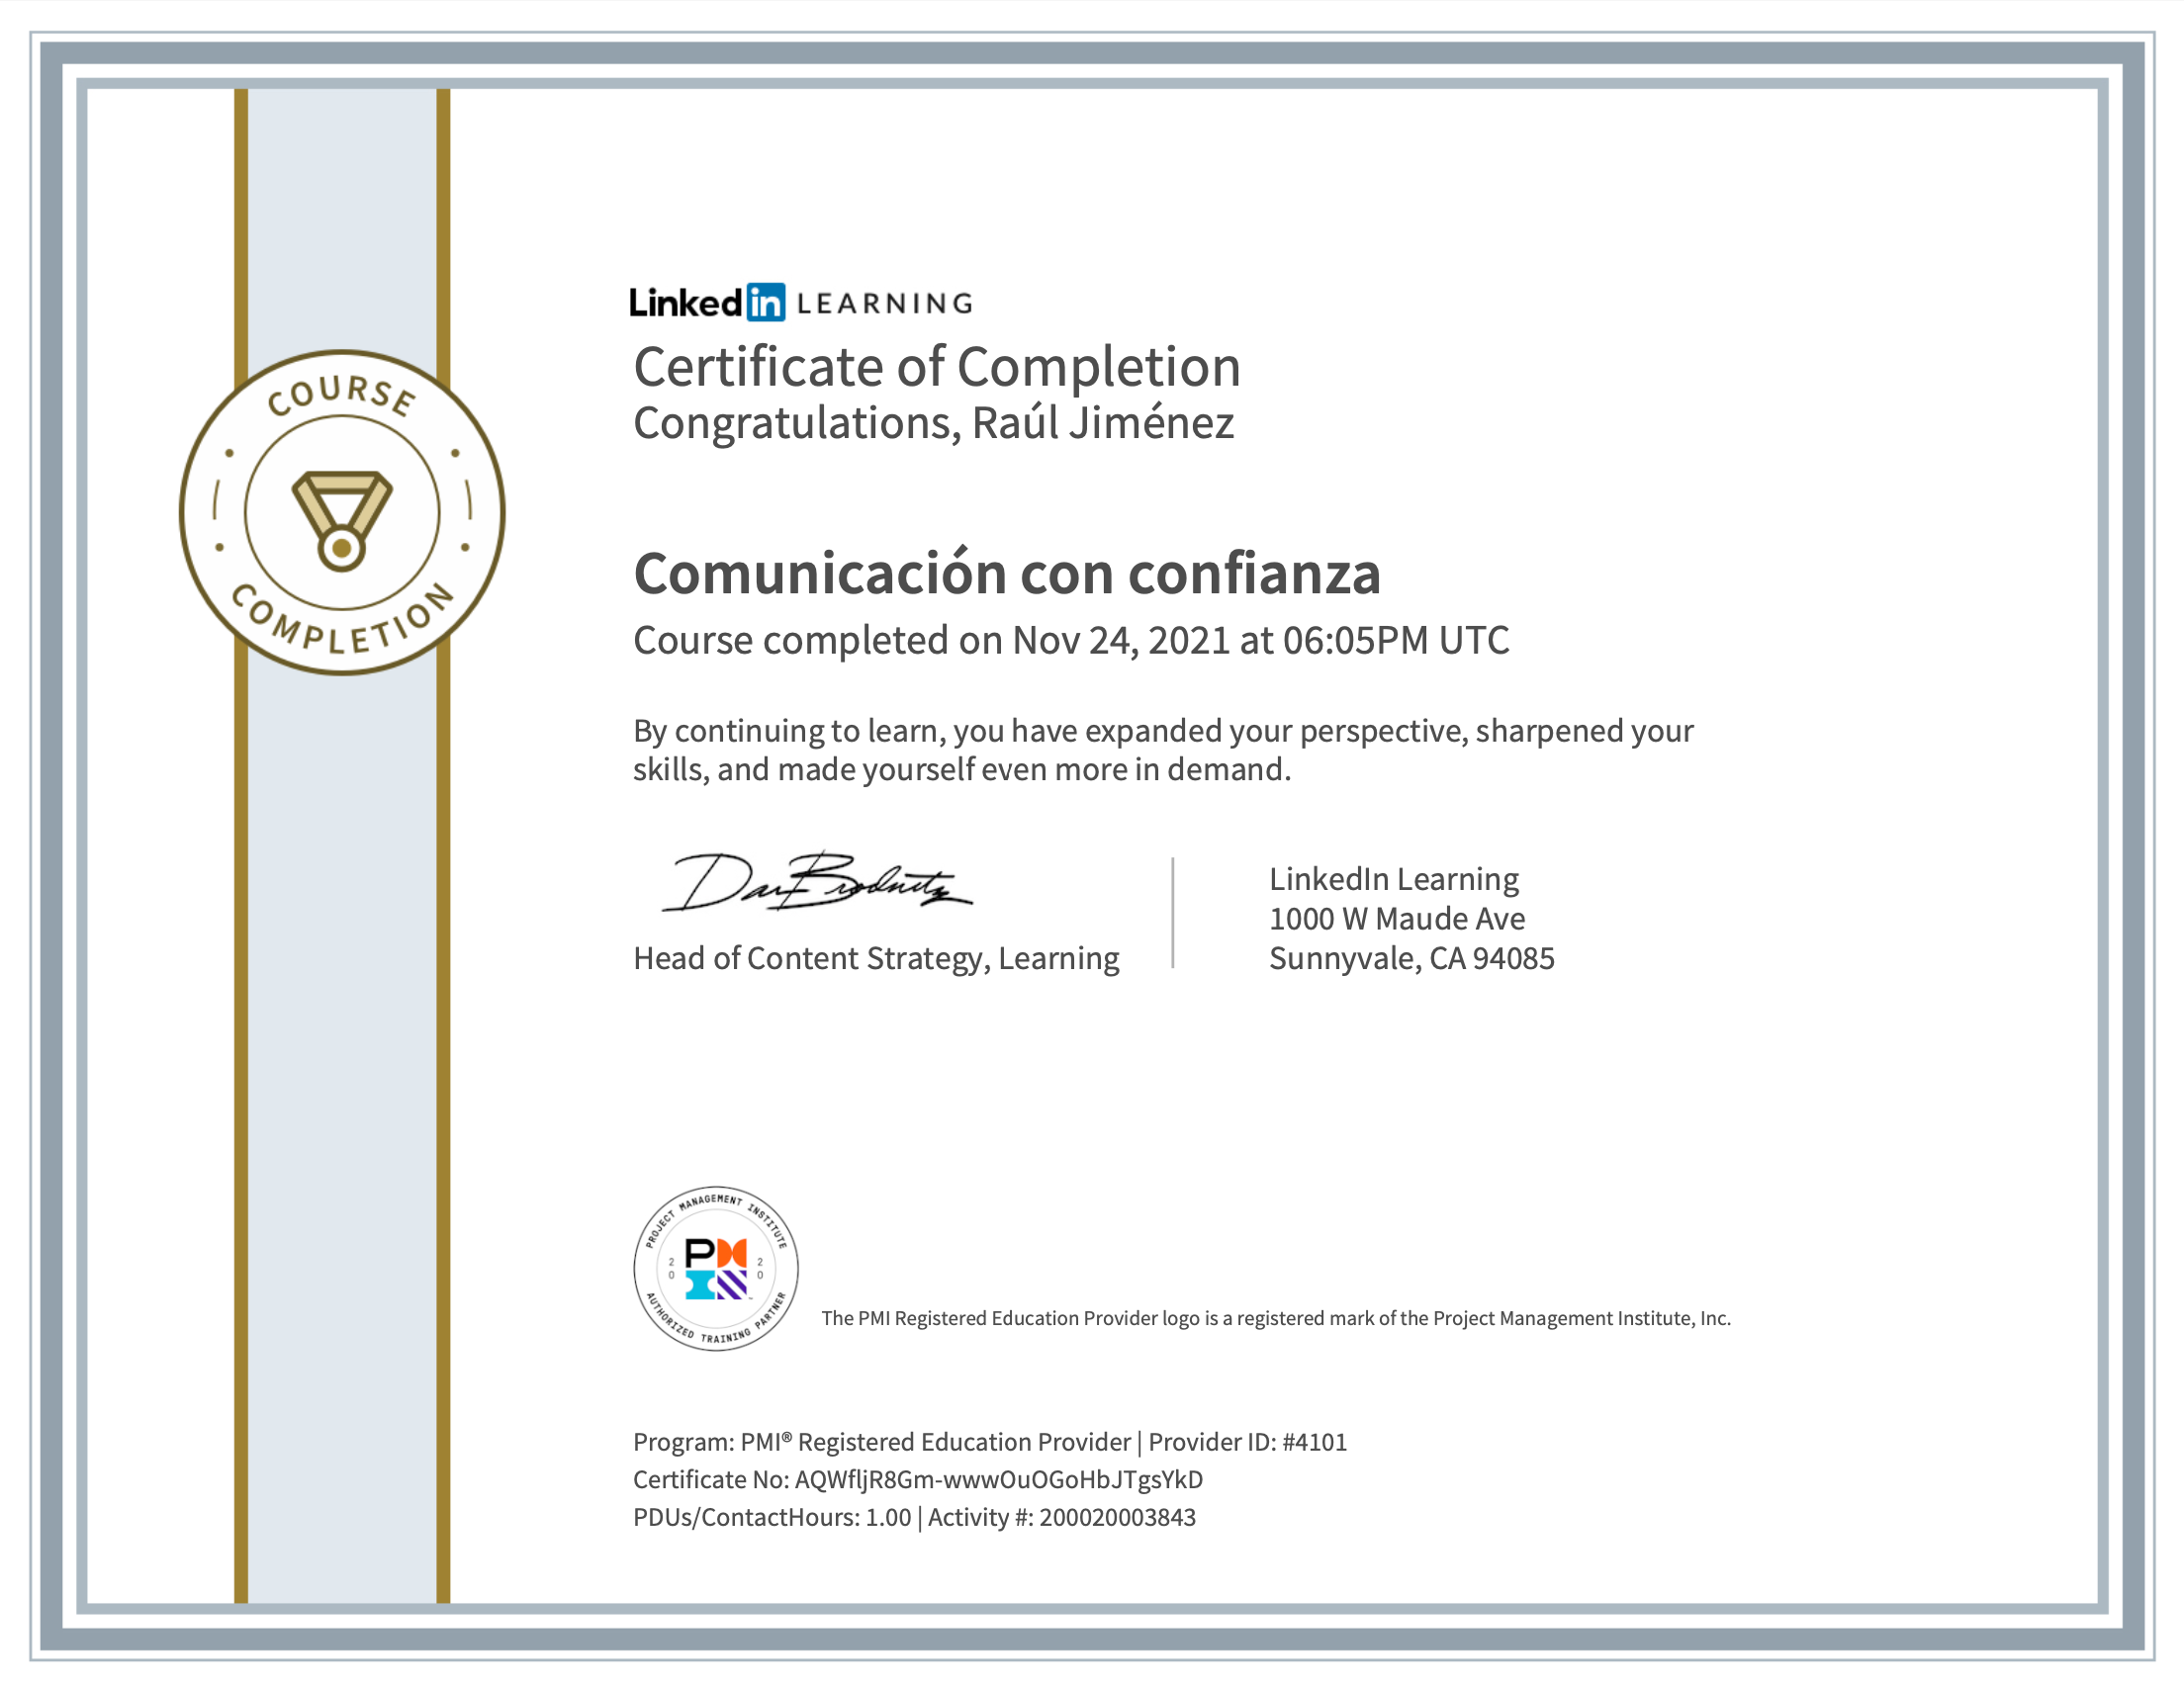 COURSE
COMPLETION
Linked in LEARNING
Certificate of Completion
Congratulations, Raúl Jiménez
Comunicación con confianza
Course completed on Nov 24, 2021 at 06:05PM UTC
By continuing to learn, you have expanded your perspective, sharpened your
skills, and made yourself even more in demand.
Dan Brodnitz
Head of Content Strategy, Learning
LinkedIn Learning
1000 W Maude Ave
Sunnyvale, CA 94085
PROJECT MANAGEMENT INSTITUTE
20 20
AUTHORIZED TRAINING PARTNER
The PMI Registered Education Provider logo is a registered mark of the Project Management Institute, Inc.
Program: PMI® Registered Education Provider | Provider ID: #4101
Certificate No: AQWfljR8Gm-wwwOuOGoHbJTgsYkD
PDUs/ContactHours: 1.00 | Activity #: 200020003843